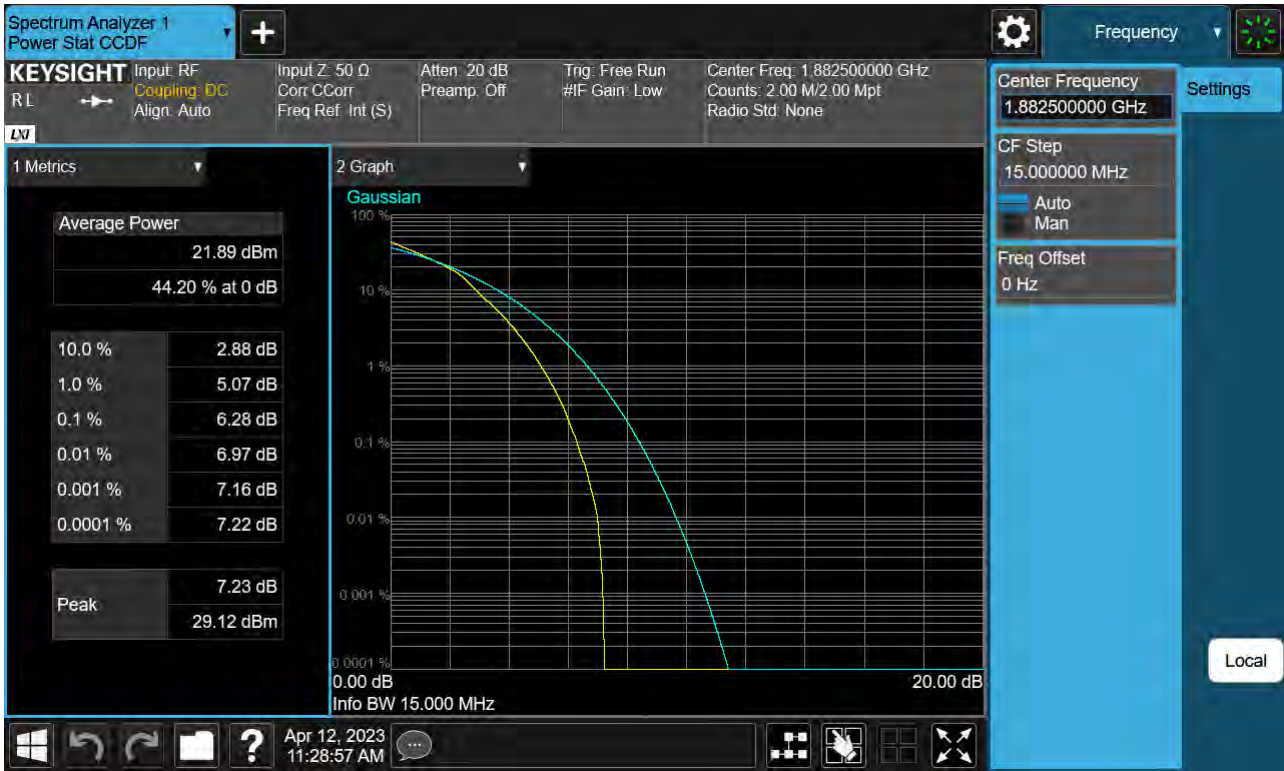 Spectrum Analyzer 1
Power Stat CCDF
+
Frequency
KEYSIGHT
R L
LXI
Input: RF
Coupling: DC
Align: Auto
Input Z: 50 Ω
Corr CCorr
Freq Ref: Int (S)
Atten: 20 dB
Preamp: Off
Trig: Free Run
#IF Gain: Low
Center Freq: 1.882500000 GHz
Counts: 2.00 M/2.00 Mpt
Radio Std: None
Center Frequency
1.882500000 GHz
Settings
CF Step
15.000000 MHz
Auto
Man
Freq Offset
0 Hz
1 Metrics
Average Power
21.89 dBm
44.20 % at 0 dB
10.0 % 2.88 dB
1.0 % 5.07 dB
0.1 % 6.28 dB
0.01 % 6.97 dB
0.001 % 7.16 dB
0.0001 % 7.22 dB
Peak
7.23 dB
29.12 dBm
2 Graph
Gaussian
100 %
10 %
1 %
0.1 %
0.01 %
0.001 %
0.0001 %
0.00 dB 20.00 dB
Info BW 15.000 MHz
Local
?
Apr 12, 2023
11:28:57 AM